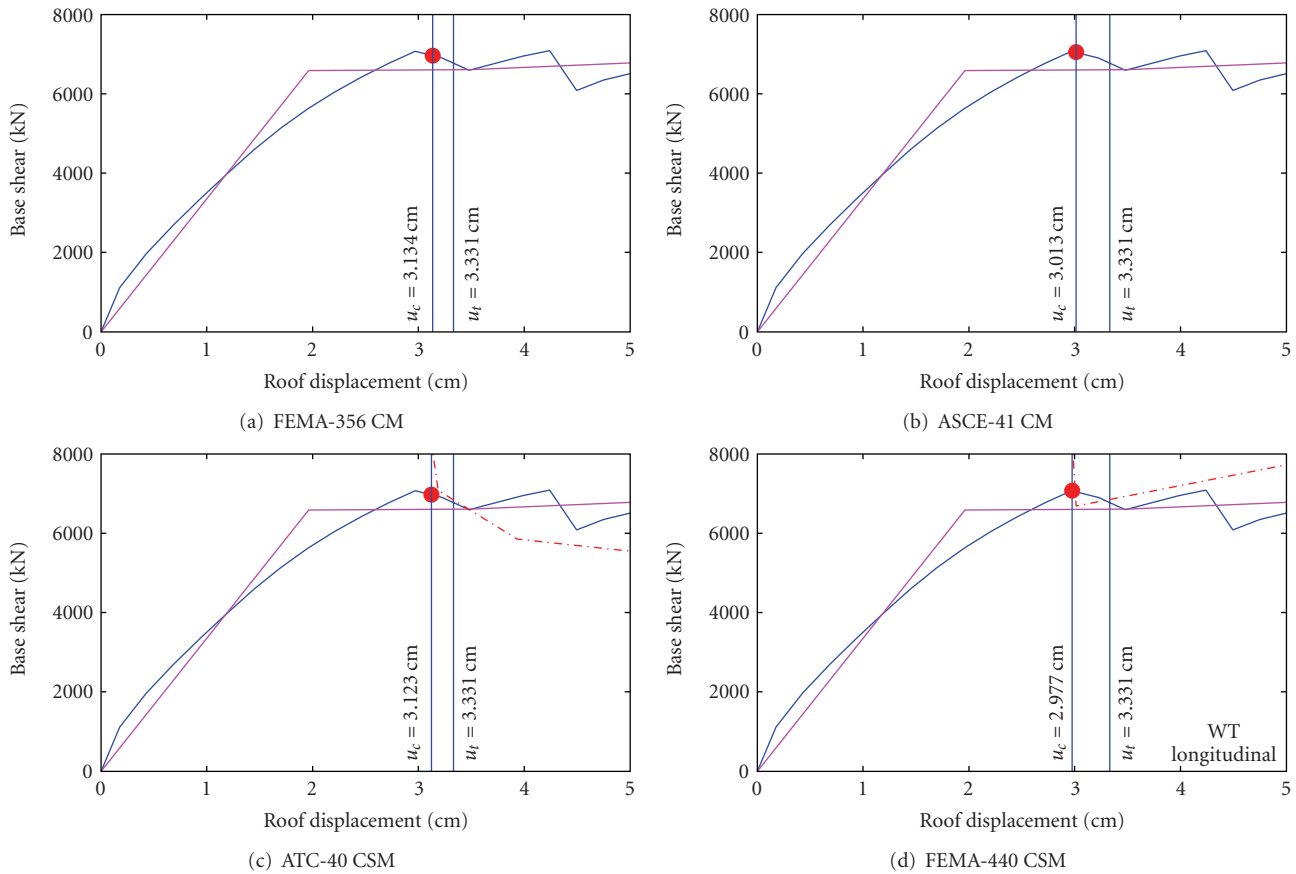 8000
6000
4000
2000
0
Base shear (kN)
u_c = 3.134 cm
u_t = 3.331 cm
0 1 2 3 4 5
Roof displacement (cm)
(a) FEMA-356 CM
8000
6000
4000
2000
0
Base shear (kN)
u_c = 3.013 cm
u_t = 3.331 cm
0 1 2 3 4 5
Roof displacement (cm)
(b) ASCE-41 CM
8000
6000
4000
2000
0
Base shear (kN)
u_c = 3.123 cm
u_t = 3.331 cm
0 1 2 3 4 5
Roof displacement (cm)
(c) ATC-40 CSM
8000
6000
4000
2000
0
Base shear (kN)
u_c = 2.977 cm
u_t = 3.331 cm
WT
longitudinal
0 1 2 3 4 5
Roof displacement (cm)
(d) FEMA-440 CSM